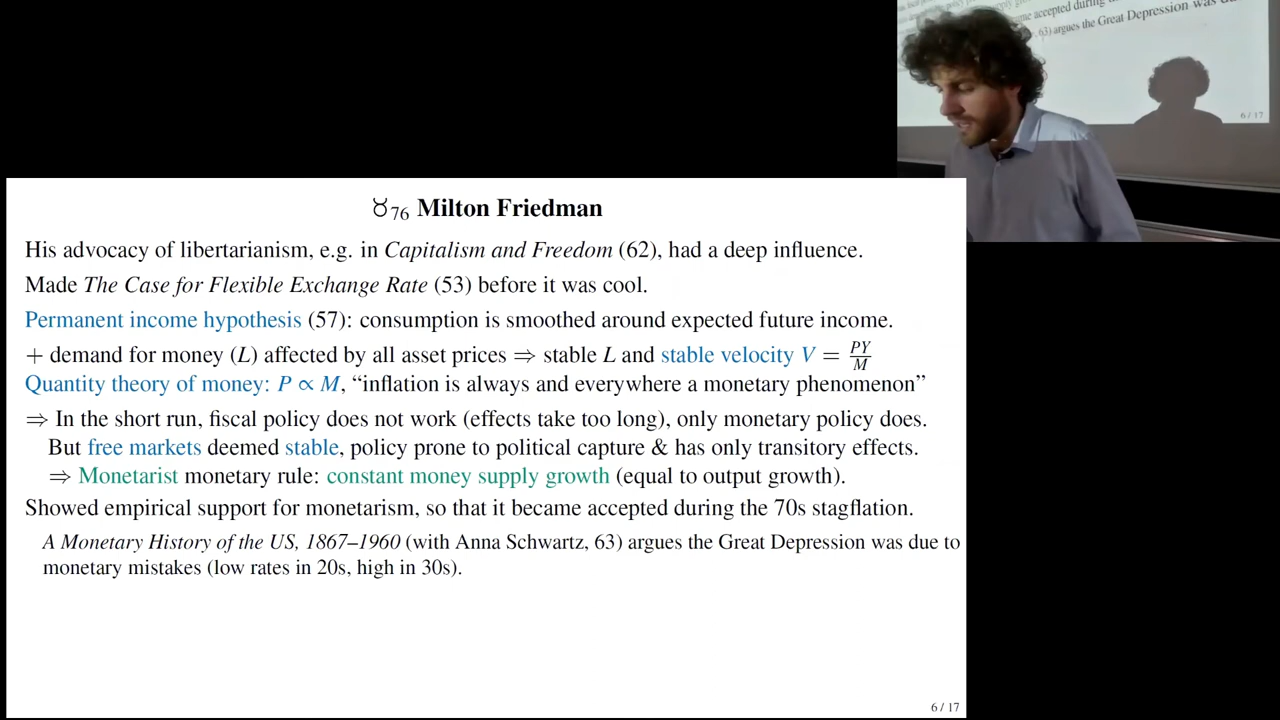 accepted during
63) argues the Great Depression was
6 / 17
♉76 Milton Friedman
His advocacy of libertarianism, e.g. in Capitalism and Freedom (62), had a deep influence.
Made The Case for Flexible Exchange Rate (53) before it was cool.
Permanent income hypothesis (57): consumption is smoothed around expected future income.
+ demand for money (L) affected by all asset prices ⇒ stable L and stable velocity V = PY/M
Quantity theory of money: P ∝ M, “inflation is always and everywhere a monetary phenomenon”
⇒ In the short run, fiscal policy does not work (effects take too long), only monetary policy does.
But free markets deemed stable, policy prone to political capture & has only transitory effects.
⇒ Monetarist monetary rule: constant money supply growth (equal to output growth).
Showed empirical support for monetarism, so that it became accepted during the 70s stagflation.
A Monetary History of the US, 1867–1960 (with Anna Schwartz, 63) argues the Great Depression was due to
monetary mistakes (low rates in 20s, high in 30s).
6 / 17